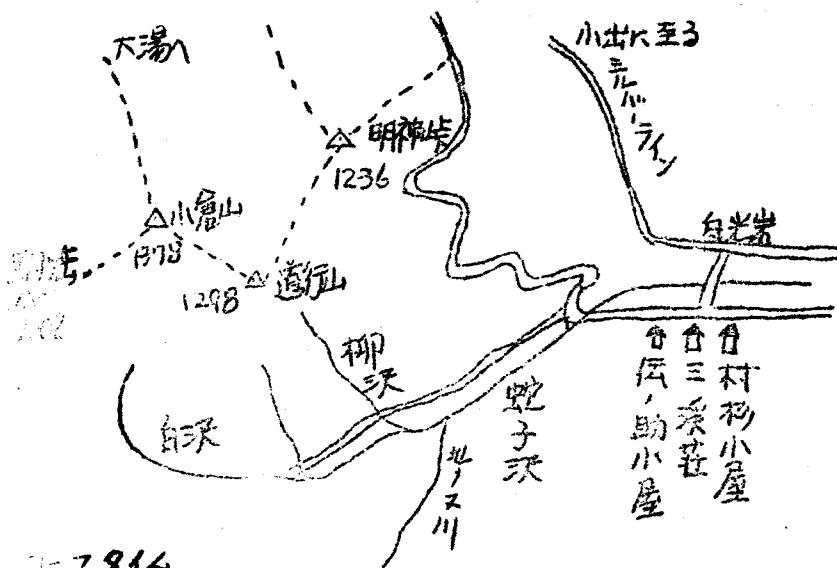 大湯へ
小出に至る
シルバーライン
明神峠
1236
小倉山
1378
道行山
1298
白光岩
柳沢
白沢
蛇子沢
北ノ又川
伝ノ助小屋
三渓荘
村杉小屋